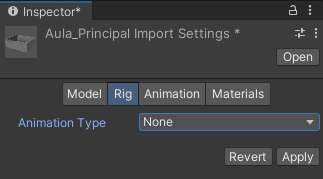 Inspector*
Aula_Principal Import Settings *
Open
Model Rig Animation Materials
Animation Type None
Revert Apply